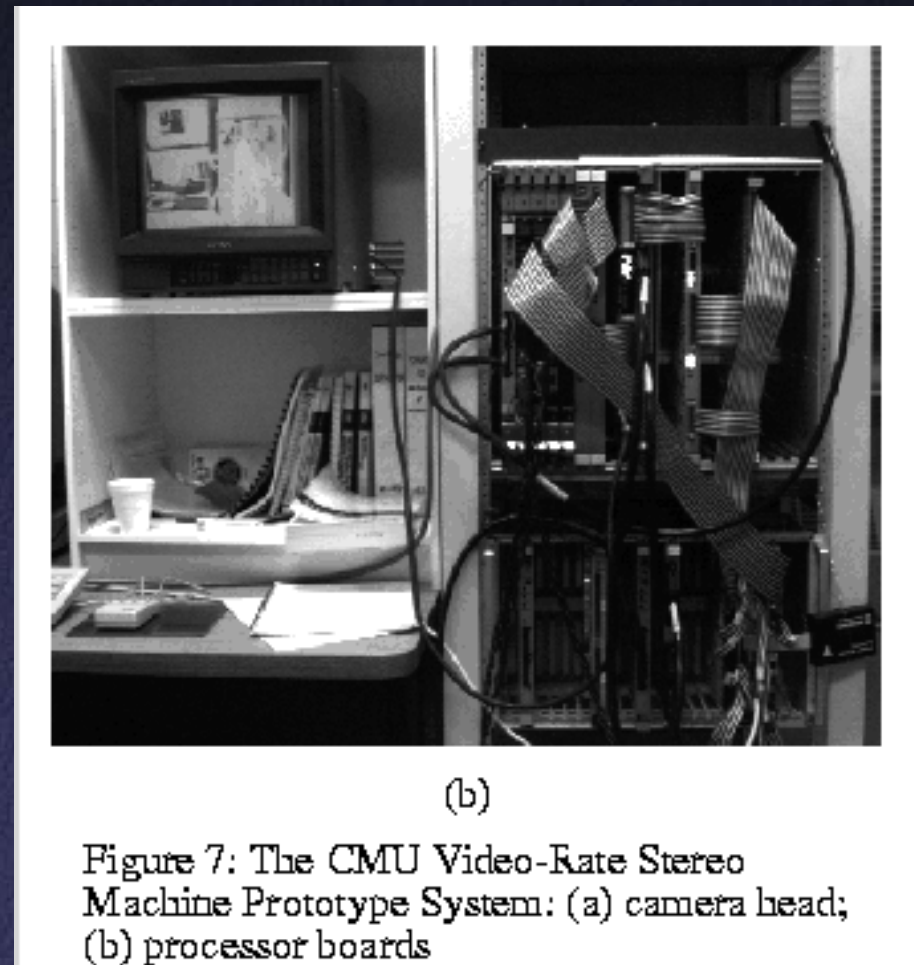 (b)
Figure 7: The CMU Video-Rate Stereo
Machine Prototype System: (a) camera head;
(b) processor boards